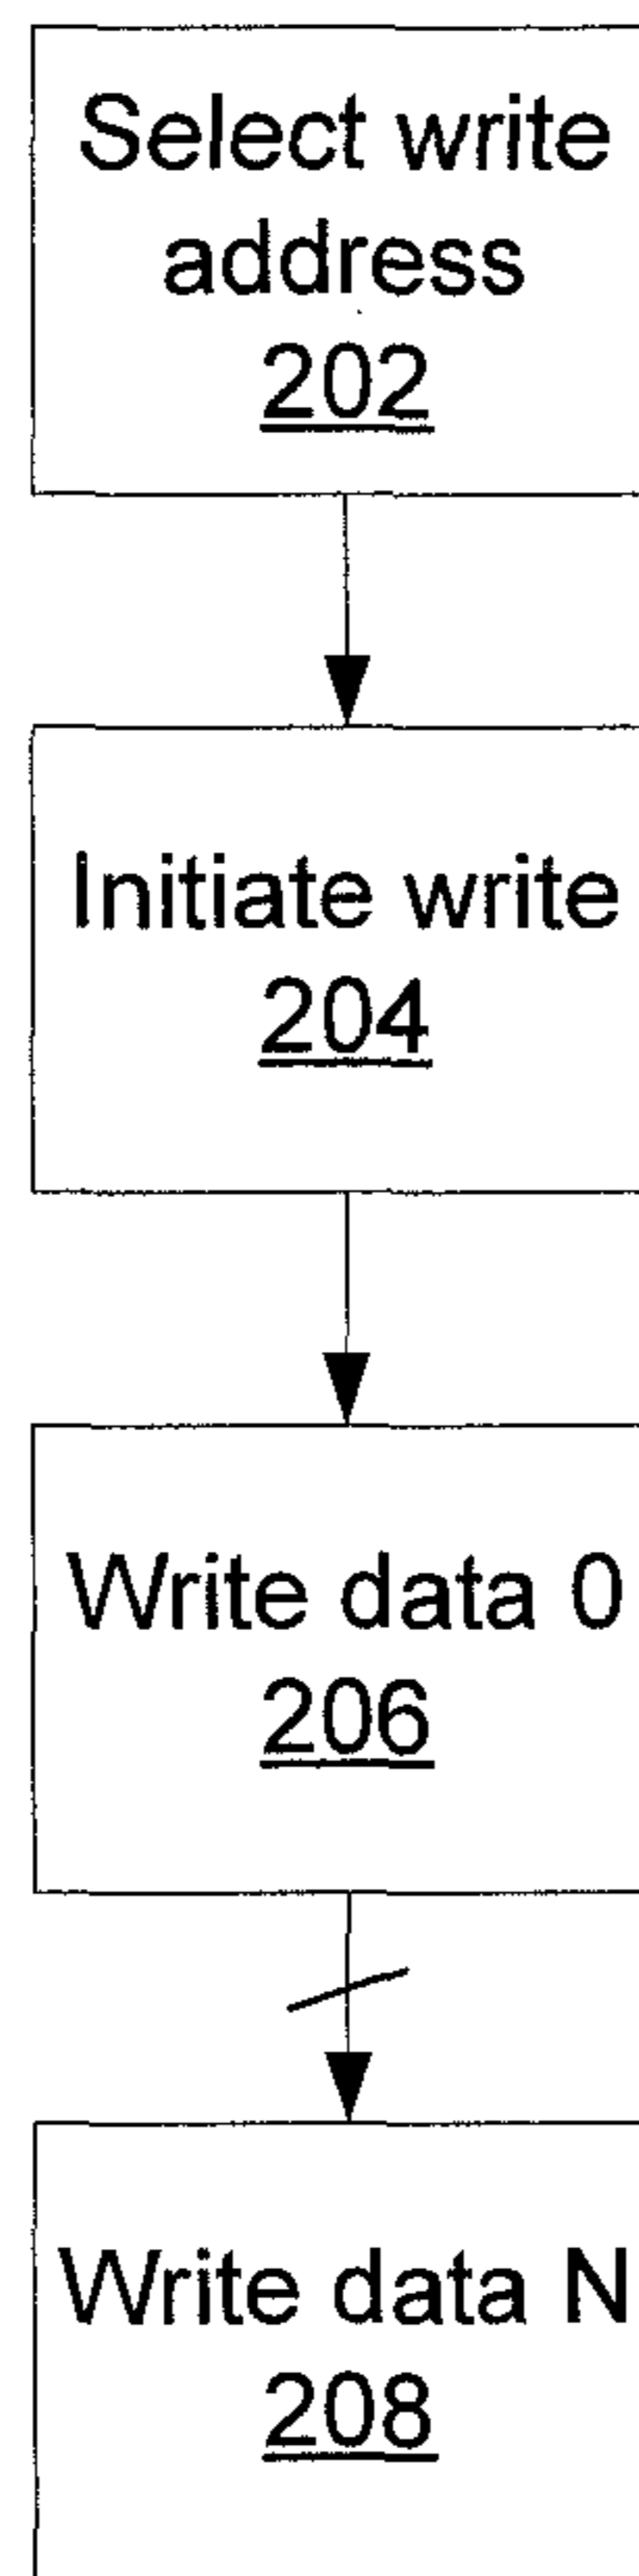 Select write
address
202
Initiate write
204
Write data 0
206
Write data N
208